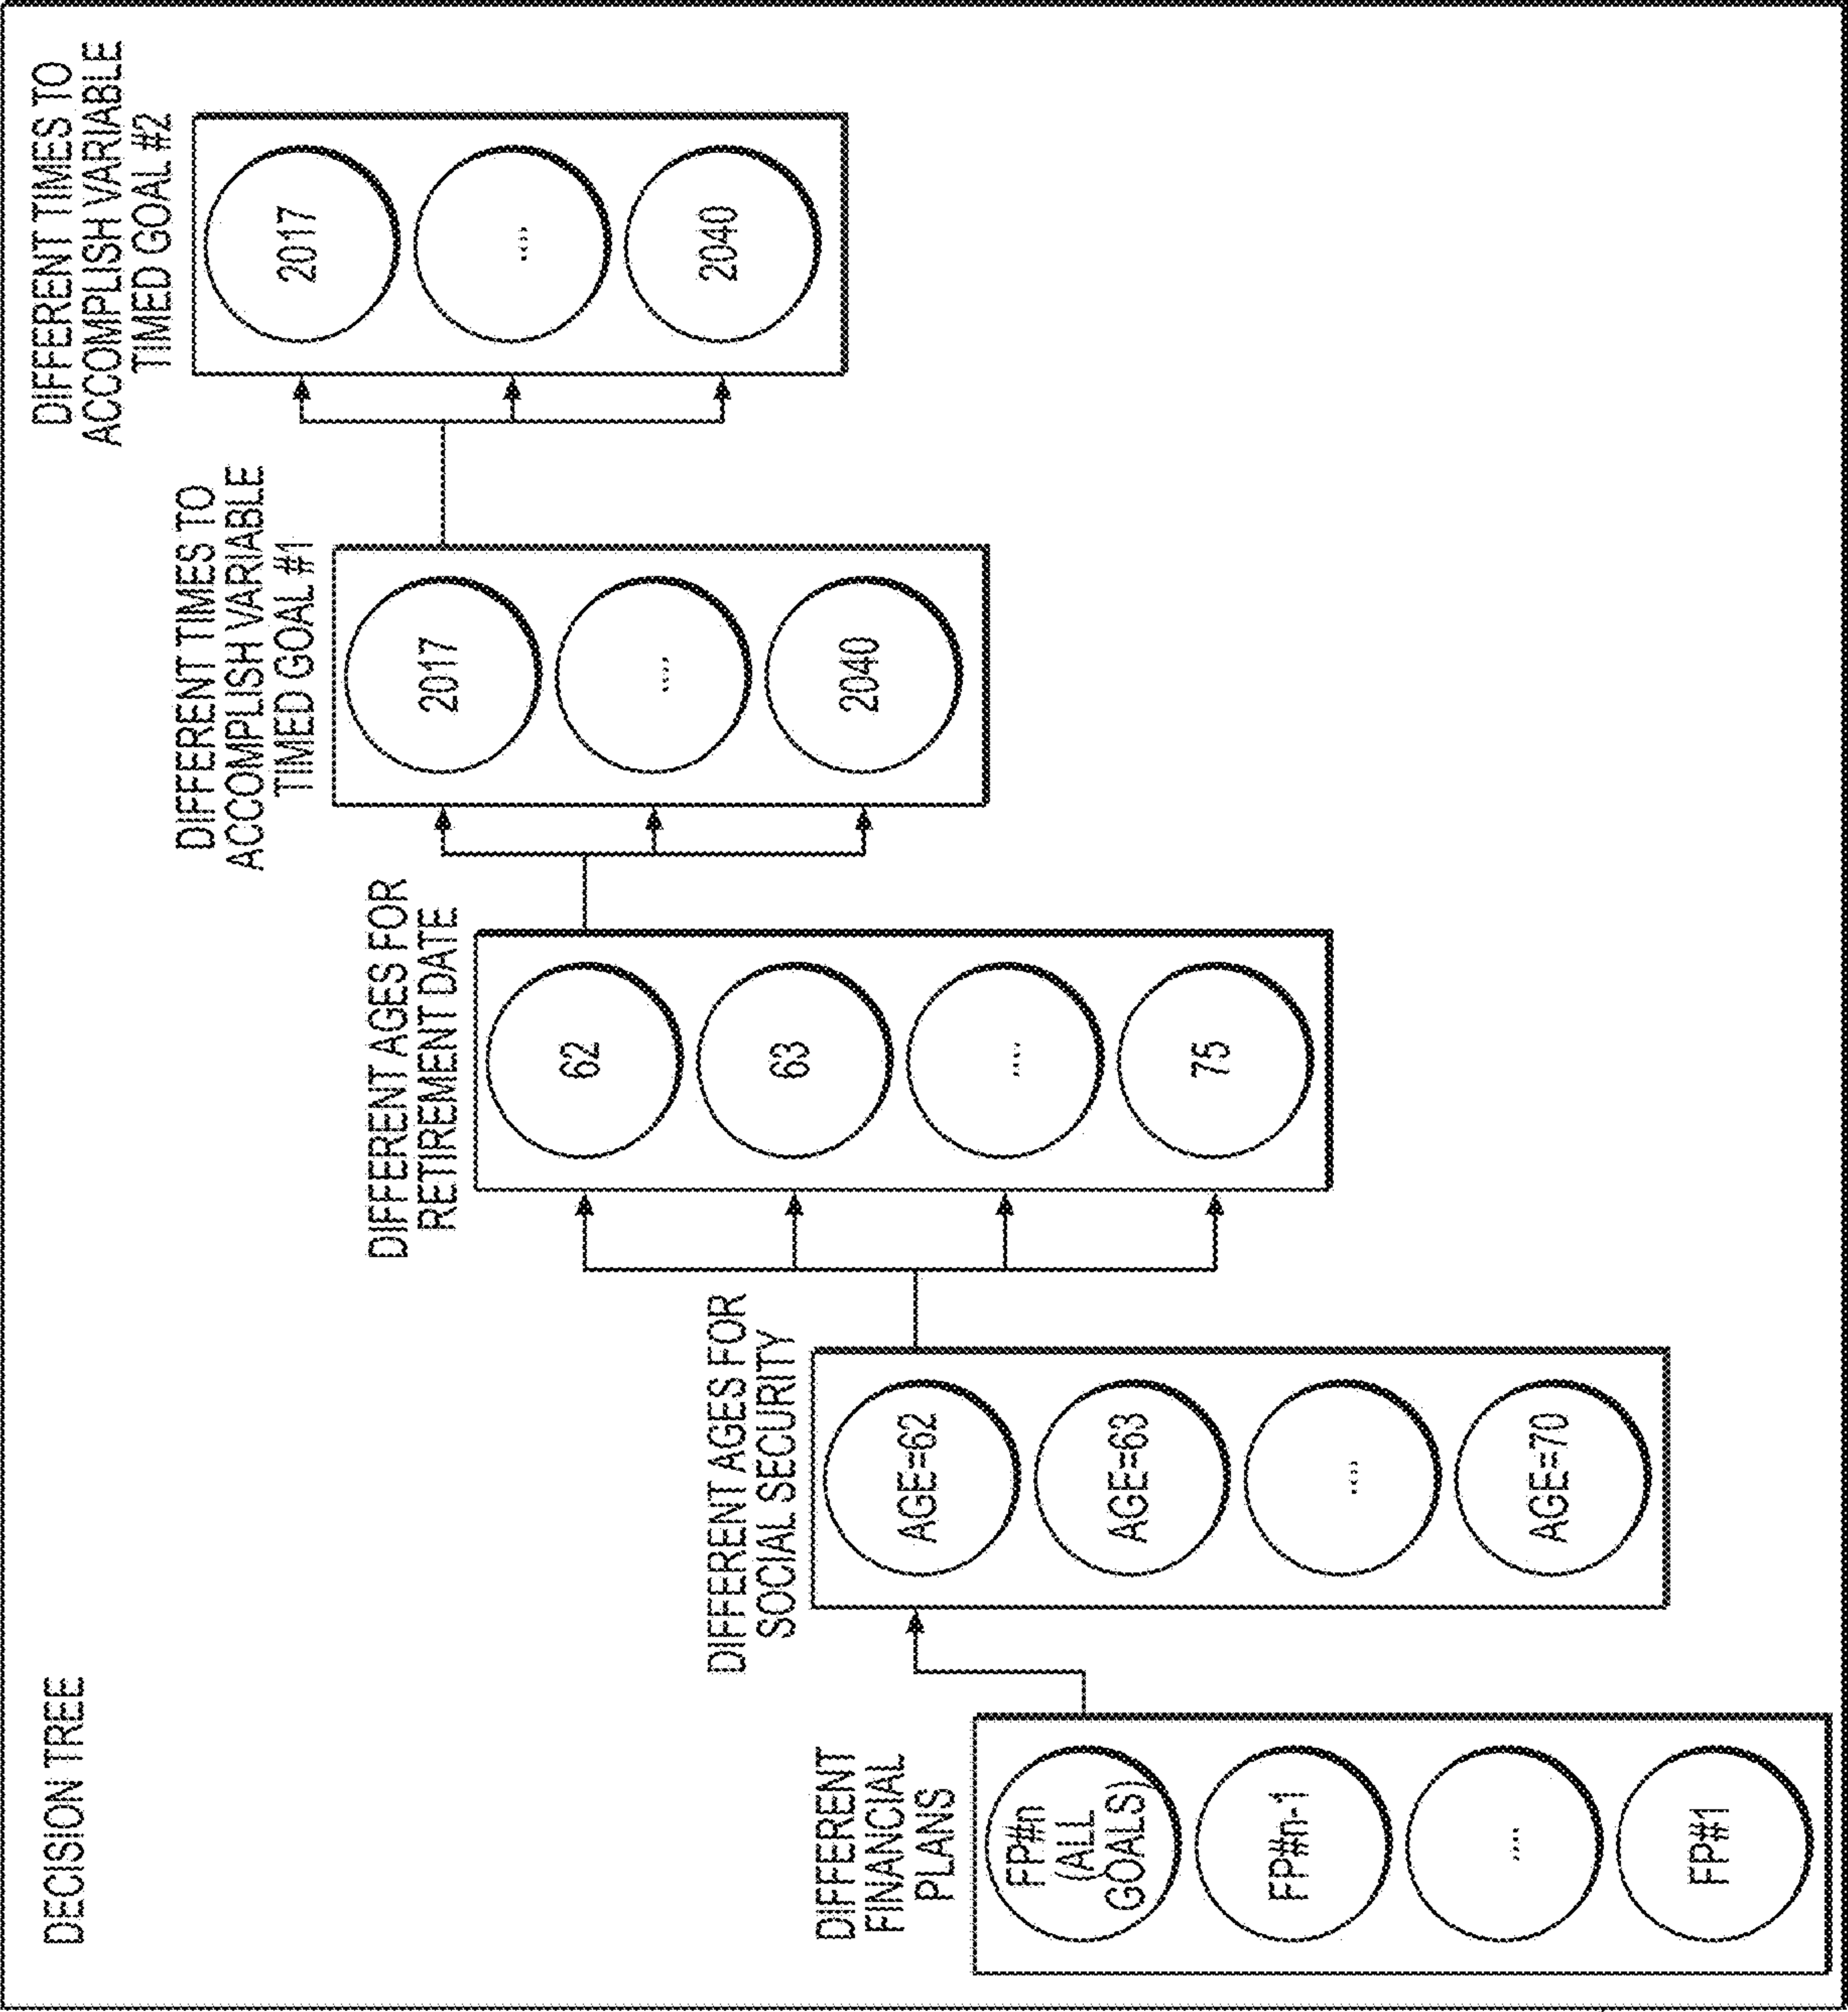 DECISION TREE
DIFFERENT
FINANCIAL
PLANS
FP#n
(ALL
GOALS)
FP#n-1
....
FP#1
DIFFERENT AGES FOR
SOCIAL SECURITY
AGE=62
AGE=63
....
AGE=70
DIFFERENT AGES FOR
RETIREMENT DATE
62
63
....
75
DIFFERENT TIMES TO
ACCOMPLISH VARIABLE
TIMED GOAL #1
2017
....
2040
DIFFERENT TIMES TO
ACCOMPLISH VARIABLE
TIMED GOAL #2
2017
....
2040